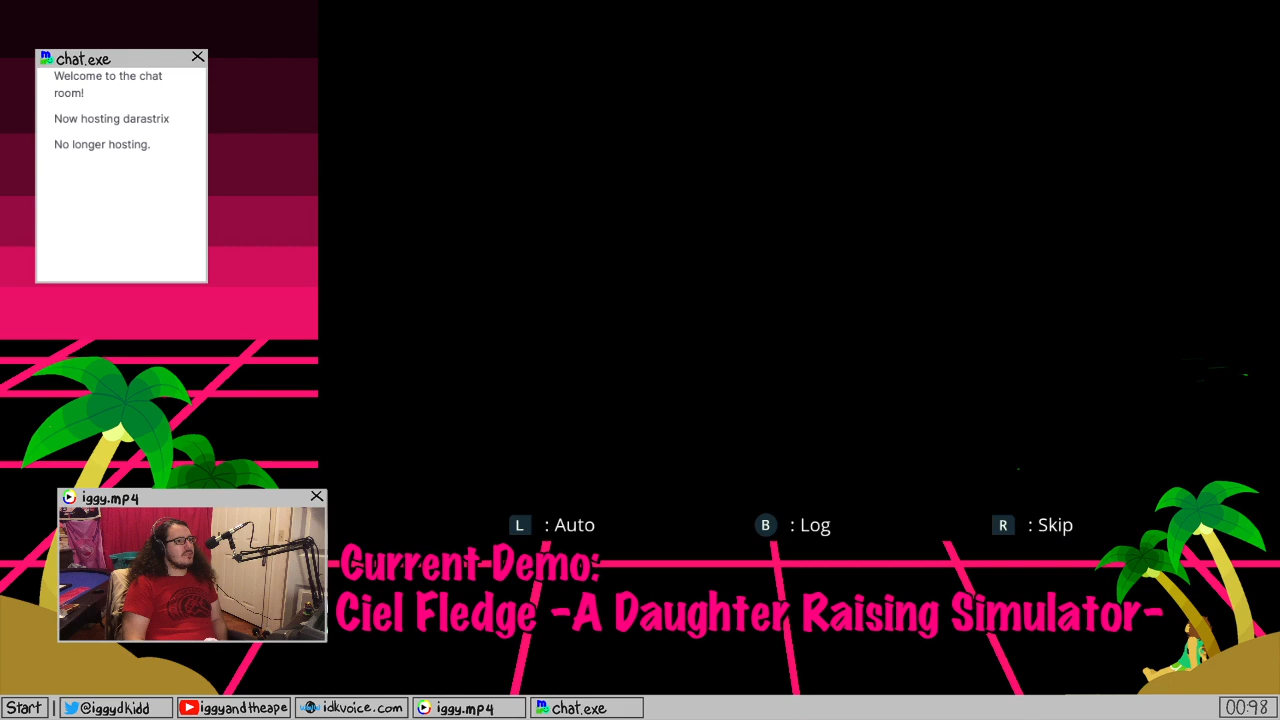 chat.exe
Welcome to the chat
room!
Now hosting darastrix
No longer hosting.
L : Auto
B : Log
R : Skip
iggy.mp4
Current Demo:
Ciel Fledge -A Daughter Raising Simulator-
Start | @iggydkidd iggyandtheape idkvoice.com iggy.mp4 chat.exe 00:98